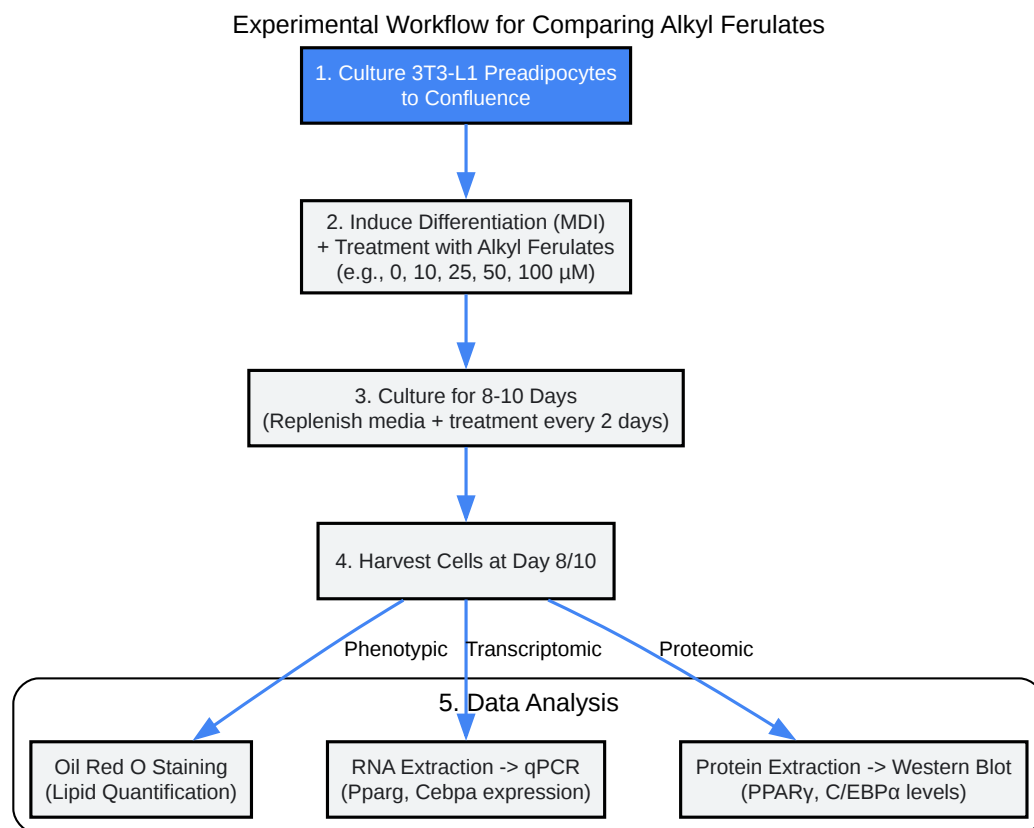 Experimental Workflow for Comparing Alkyl Ferulates
1. Culture 3T3-L1 Preadipocytes
to Confluence
2. Induce Differentiation (MDI)
+ Treatment with Alkyl Ferulates
(e.g., 0, 10, 25, 50, 100 µM)
3. Culture for 8-10 Days
(Replenish media + treatment every 2 days)
4. Harvest Cells at Day 8/10
Phenotypic
Transcriptomic
Proteomic
5. Data Analysis
Oil Red O Staining
(Lipid Quantification)
RNA Extraction -> qPCR
(Pparg, Cebpa expression)
Protein Extraction -> Western Blot
(PPARγ, C/EBPα levels)